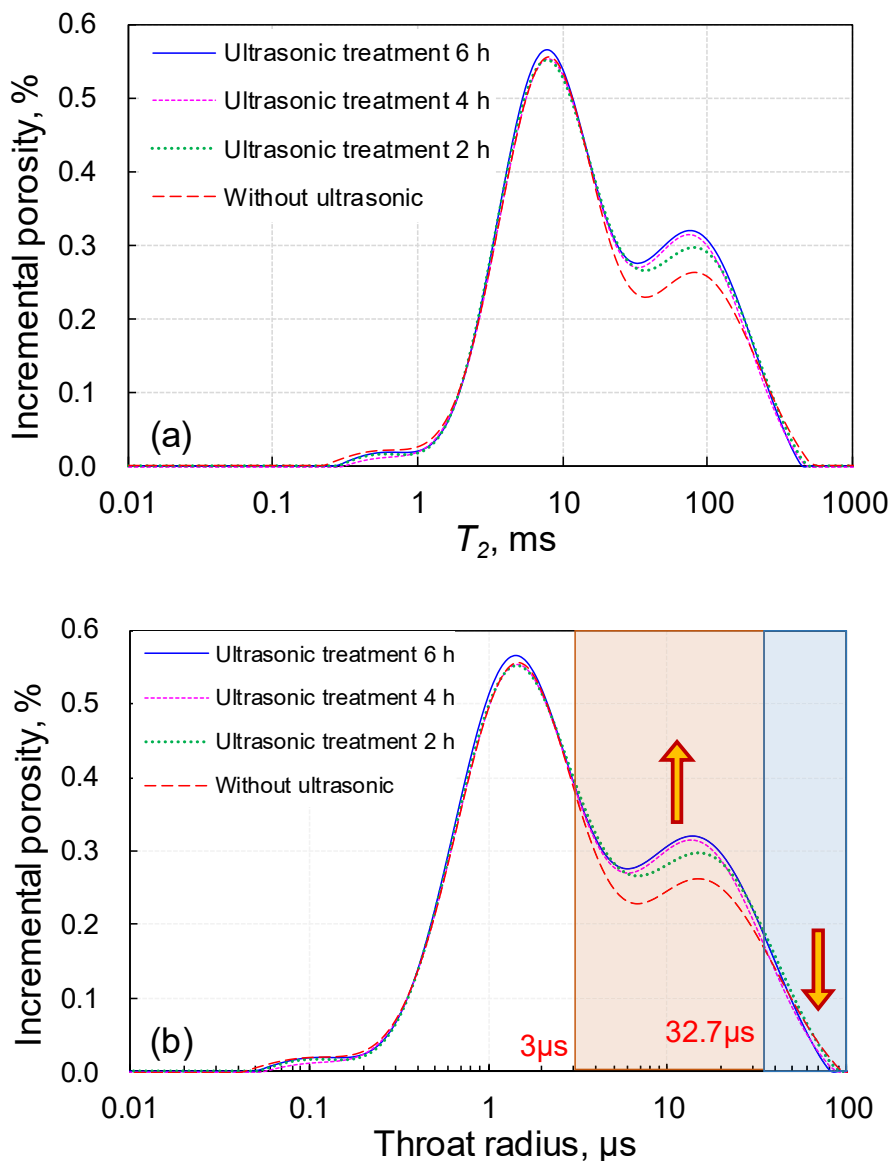 0.6
0.5
0.4
0.3
0.2
0.1
0.0
Incremental porosity, %
Ultrasonic treatment 6 h
Ultrasonic treatment 4 h
Ultrasonic treatment 2 h
Without ultrasonic
(a)
0.01 0.1 1 10 100 1000
T2, ms
0.6
0.5
0.4
0.3
0.2
0.1
0.0
Incremental porosity, %
Ultrasonic treatment 6 h
Ultrasonic treatment 4 h
Ultrasonic treatment 2 h
Without ultrasonic
(b)
3μs
32.7μs
0.01 0.1 1 10 100
Throat radius, μs